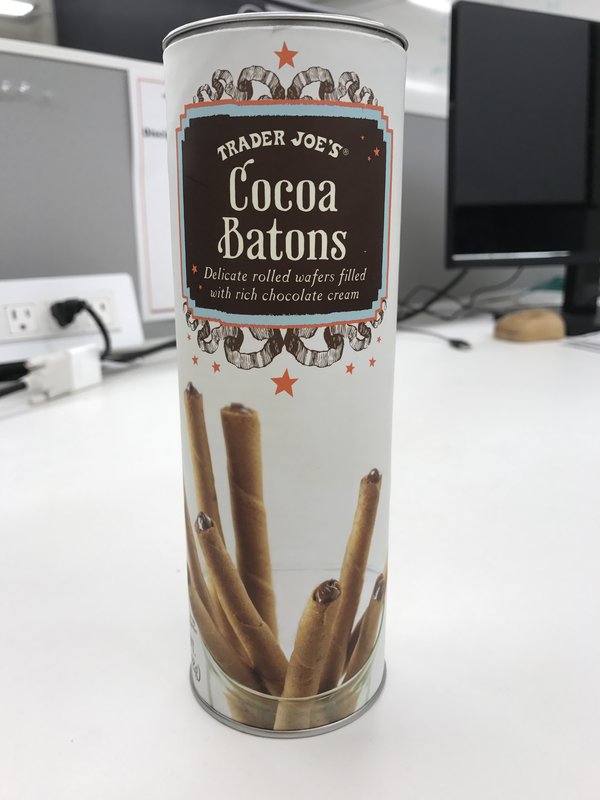 TRADER JOE'S®
Cocoa
Batons
Delicate rolled wafers filled
with rich chocolate cream